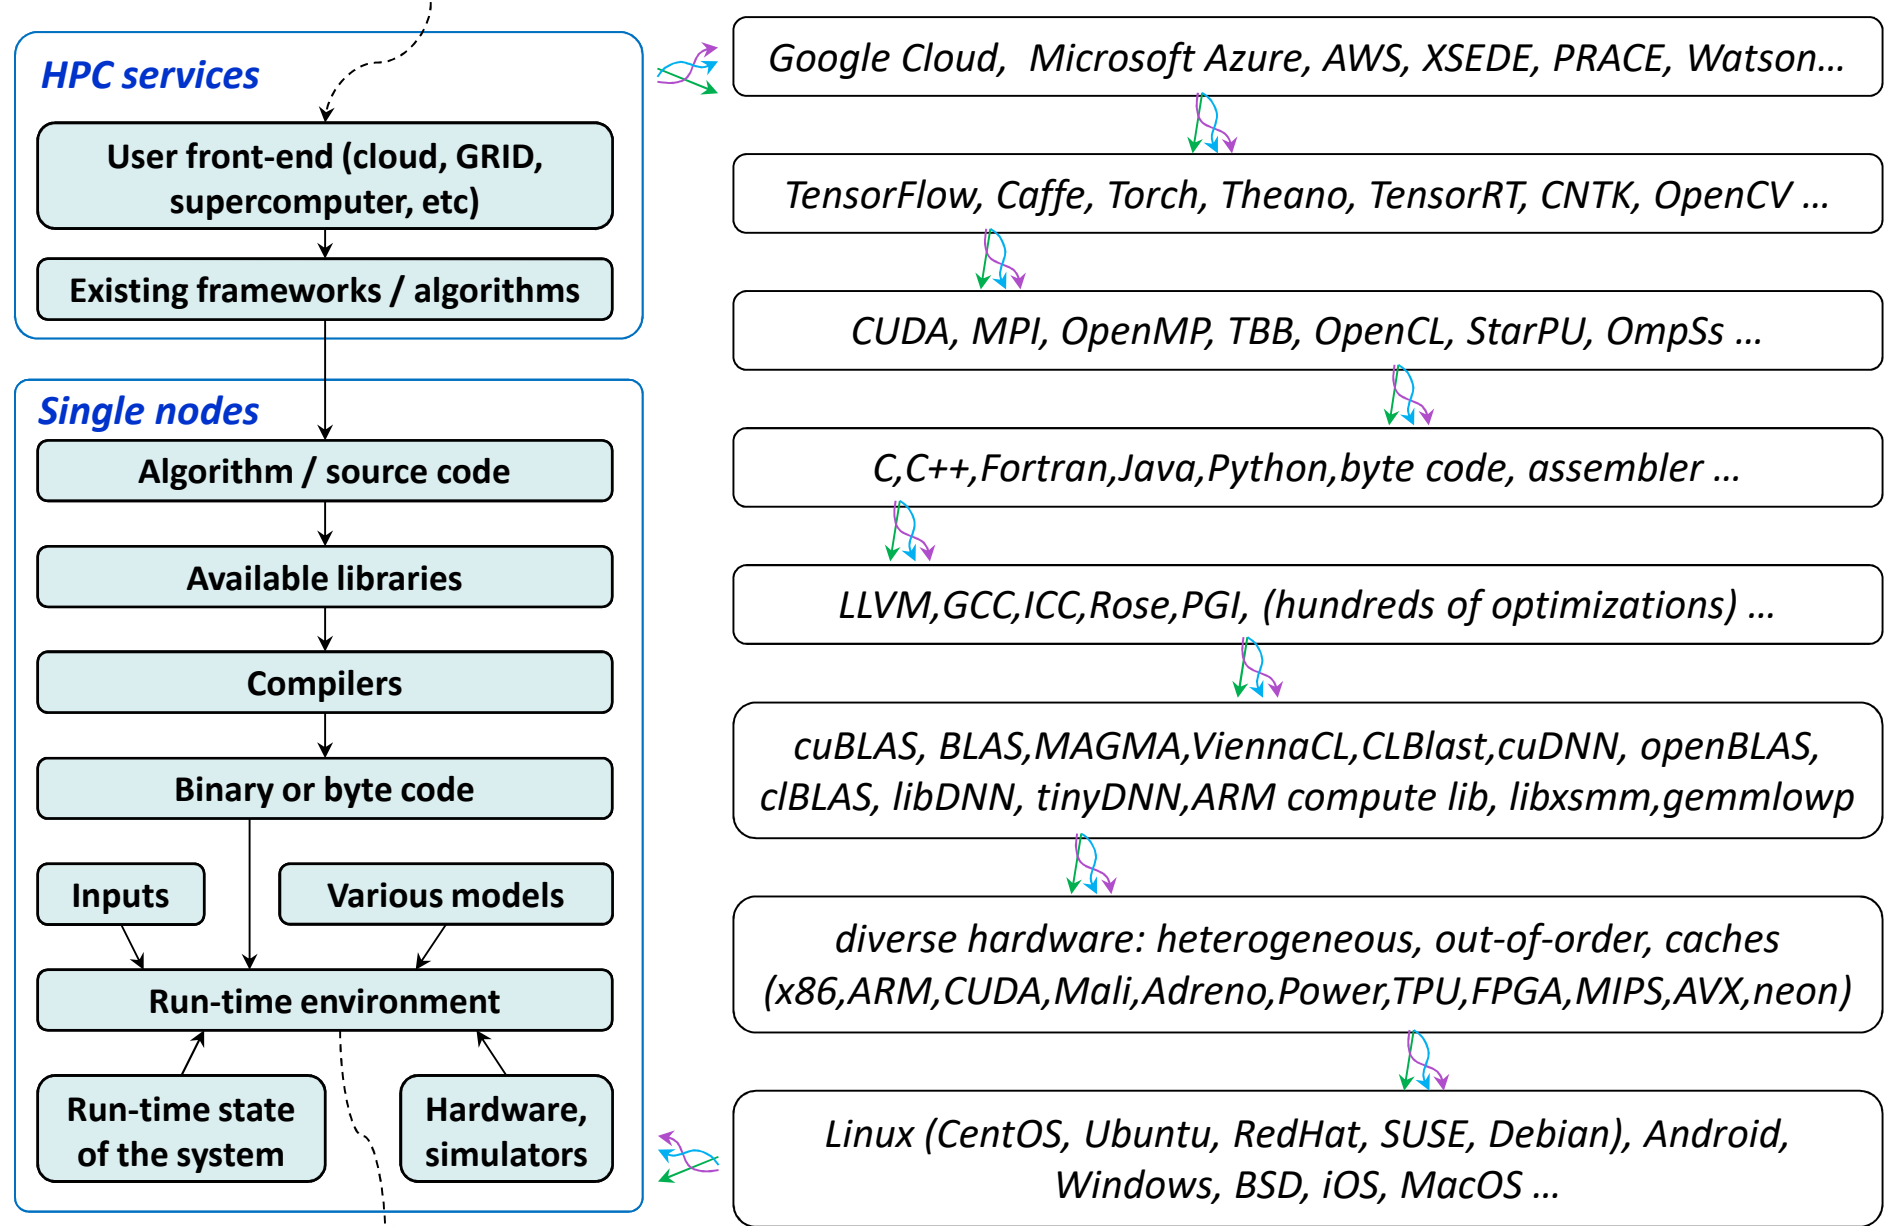 HPC services
User front-end (cloud, GRID,
supercomputer, etc)
Existing frameworks / algorithms
Single nodes
Algorithm / source code
Available libraries
Compilers
Binary or byte code
Inputs
Various models
Run-time environment
Run-time state
of the system
Hardware,
simulators
Google Cloud, Microsoft Azure, AWS, XSEDE, PRACE, Watson...
TensorFlow, Caffe, Torch, Theano, TensorRT, CNTK, OpenCV ...
CUDA, MPI, OpenMP, TBB, OpenCL, StarPU, OmpSs ...
C,C++,Fortran,Java,Python,byte code, assembler ...
LLVM,GCC,ICC,Rose,PGI, (hundreds of optimizations) ...
cuBLAS, BLAS,MAGMA,ViennaCL,CLBlast,cuDNN, openBLAS,
clBLAS, libDNN, tinyDNN,ARM compute lib, libxsmm,gemmlowp
diverse hardware: heterogeneous, out-of-order, caches
(x86,ARM,CUDA,Mali,Adreno,Power,TPU,FPGA,MIPS,AVX,neon)
Linux (CentOS, Ubuntu, RedHat, SUSE, Debian), Android,
Windows, BSD, iOS, MacOS ...